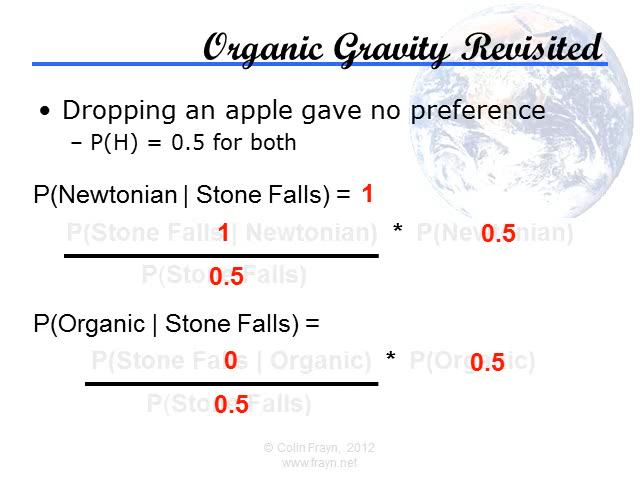 Organic Gravity Revisited
• Dropping an apple gave no preference
– P(H) = 0.5 for both
P(Newtonian | Stone Falls) = 1
P(Stone Falls | Newtonian) * P(Newtonian)
1 0.5
P(Stone Falls)
0.5
P(Organic | Stone Falls) =
P(Stone Falls | Organic) * P(Organic)
0 0.5
P(Stone Falls)
0.5
© Colin Frayn, 2012
www.frayn.net